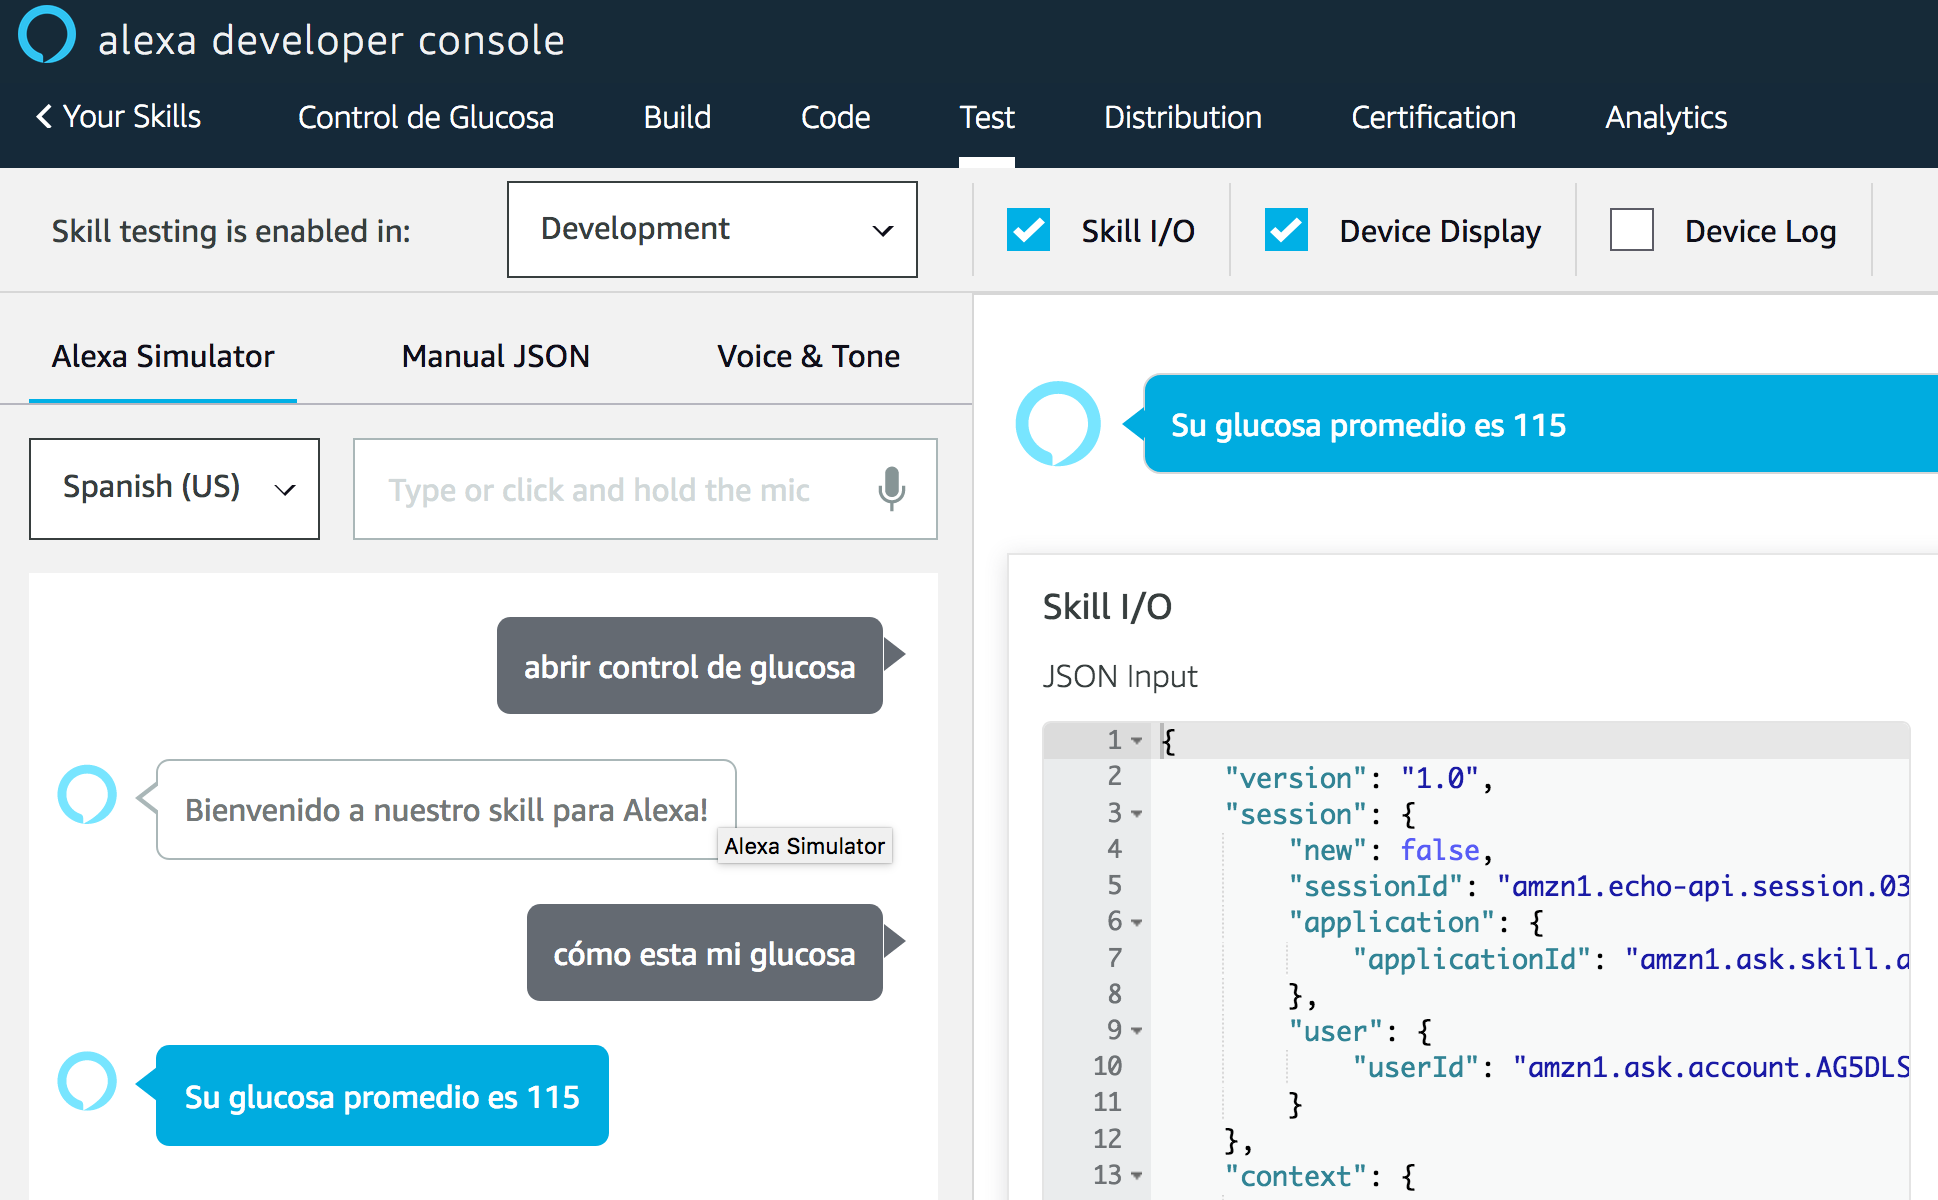 alexa developer console
Your Skills Control de Glucosa Build Code Test Distribution Certification Analytics
Skill testing is enabled in: Development Skill I/O Device Display Device Log
Alexa Simulator Manual JSON Voice & Tone
Spanish (US) Type or click and hold the mic
abrir control de glucosa
Bienvenido a nuestro skill para Alexa!
Alexa Simulator
cómo esta mi glucosa
Su glucosa promedio es 115
Su glucosa promedio es 115
Skill I/O
JSON Input
1 {
2 "version": "1.0",
3 "session": {
4 "new": false,
5 "sessionId": "amzn1.echo-api.session.03
6 "application": {
7 "applicationId": "amzn1.ask.skill.a
8 },
9 "user": {
10 "userId": "amzn1.ask.account.AG5DLS
11 }
12 },
13 "context": {